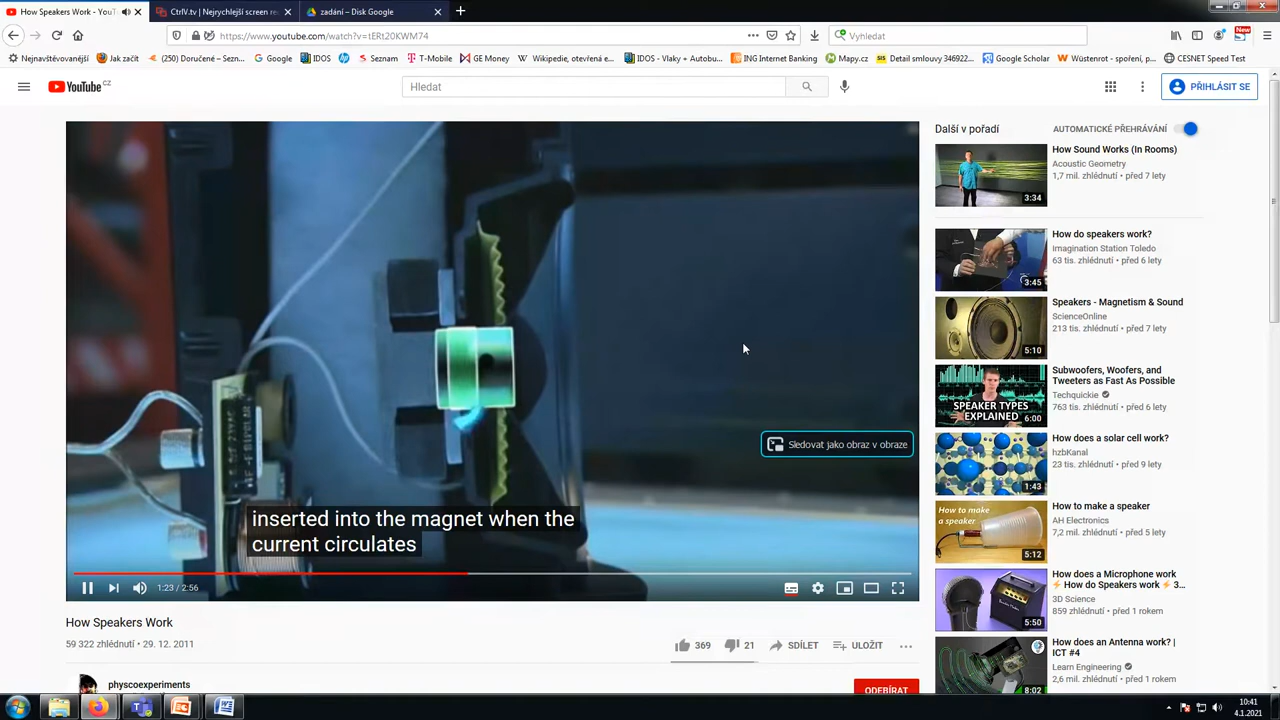 How Speakers Work - YouT
CtrlV.tv | Nejrychlejší screen re
zadání – Disk Google
https://www.youtube.com/watch?v=tERt20KWM74
Vyhledat
New
Nejnavštěvovanější
Jak začít
(250) Doručené – Sezn...
Google
IDOS
Seznam
T-Mobile
GE Money
Wikipedie, otevřená e...
IDOS - Vlaky + Autobu...
ING Internet Banking
Mapy.cz
Detail smlouvy 346922...
Google Scholar
Wüstenrot - spoření, p...
CESNET Speed Test
YouTube CZ
Hledat
PŘIHLÁSIT SE
Další v pořadí
AUTOMATICKÉ PŘEHRÁVÁNÍ
How Sound Works (In Rooms)
Acoustic Geometry
1,7 mil. zhlédnutí • před 7 lety
3:34
How do speakers work?
Imagination Station Toledo
63 tis. zhlédnutí • před 6 lety
3:45
Speakers - Magnetism & Sound
ScienceOnline
213 tis. zhlédnutí • před 7 lety
5:10
Subwoofers, Woofers, and
Tweeters as Fast As Possible
Techquickie
763 tis. zhlédnutí • před 6 lety
SPEAKER TYPES
EXPLAINED
6:00
How does a solar cell work?
hzbKanal
23 tis. zhlédnutí • před 9 lety
1:43
How to make a speaker
AH Electronics
7,2 mil. zhlédnutí • před 5 lety
How to make
a speaker
5:12
How does a Microphone work
⚡ How do Speakers work ⚡ 3...
3D Science
859 zhlédnutí • před 1 rokem
5:50
How does an Antenna work? |
ICT #4
Learn Engineering
2,6 mil. zhlédnutí • před 1 rokem
8:02
Sledovat jako obraz v obraze
inserted into the magnet when the
current circulates
1:23 / 2:56
How Speakers Work
59 322 zhlédnutí • 29. 12. 2011
369
21
SDÍLET
ULOŽIT
physcoexperiments
ODEBÍRAT
10:41
4.1.2021